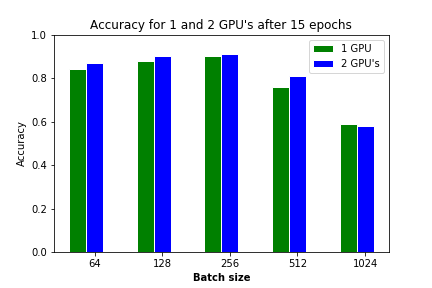 Accuracy for 1 and 2 GPU's after 15 epochs
1.0
0.8
0.6
0.4
0.2
0.0
Accuracy
1 GPU
2 GPU's
64 128 256 512 1024
Batch size